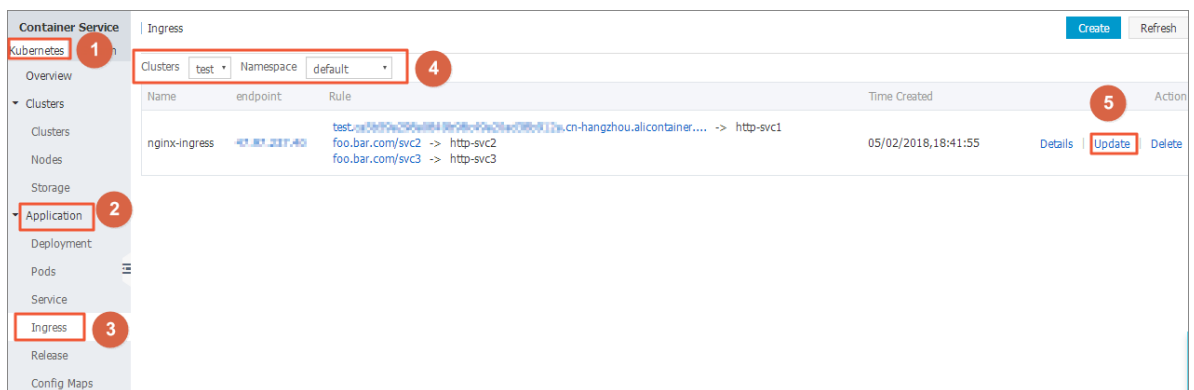 Container Service
Kubernetes 1
Overview
Clusters
Clusters
Nodes
Storage
Application 2
Deployment
Pods
Service
Ingress 3
Release
Config Maps
Ingress Create Refresh
Clusters test Namespace default 4
Name endpoint Rule Time Created 5 Action
test. .cn-hangzhou.alicontainer.... -> http-svc1
nginx-ingress foo.bar.com/svc2 -> http-svc2 05/02/2018,18:41:55 Details Update Delete
foo.bar.com/svc3 -> http-svc3